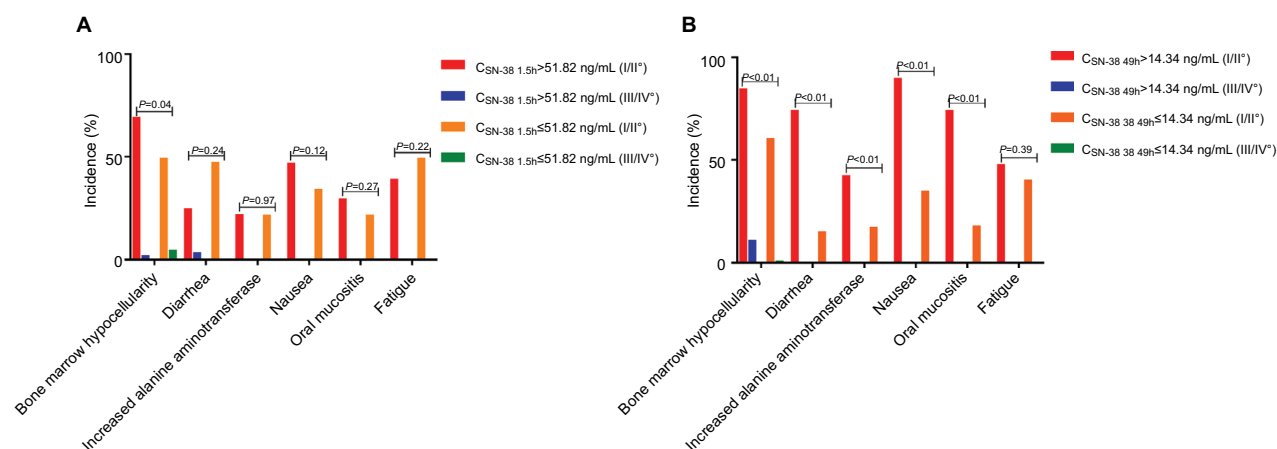 A
100
50
0
Incidence (%)
P=0.04
P=0.24
P=0.97
P=0.12
P=0.27
P=0.22
Bone marrow hypocellularity
Diarrhea
Increased alanine aminotransferase
Nausea
Oral mucositis
Fatigue
CSN-38 1.5h>51.82 ng/mL (I/II°)
CSN-38 1.5h>51.82 ng/mL (III/IV°)
CSN-38 1.5h≤51.82 ng/mL (I/II°)
CSN-38 1.5h≤51.82 ng/mL (III/IV°)
B
100
50
0
Incidence (%)
P<0.01
P<0.01
P<0.01
P<0.01
P<0.01
P=0.39
Bone marrow hypocellularity
Diarrhea
Increased alanine aminotransferase
Nausea
Oral mucositis
Fatigue
CSN-38 49h>14.34 ng/mL (I/II°)
CSN-38 49h>14.34 ng/mL (III/IV°)
CSN-38 38 49h≤14.34 ng/mL (I/II°)
CSN-38 38 49h≤14.34 ng/mL (III/IV°)